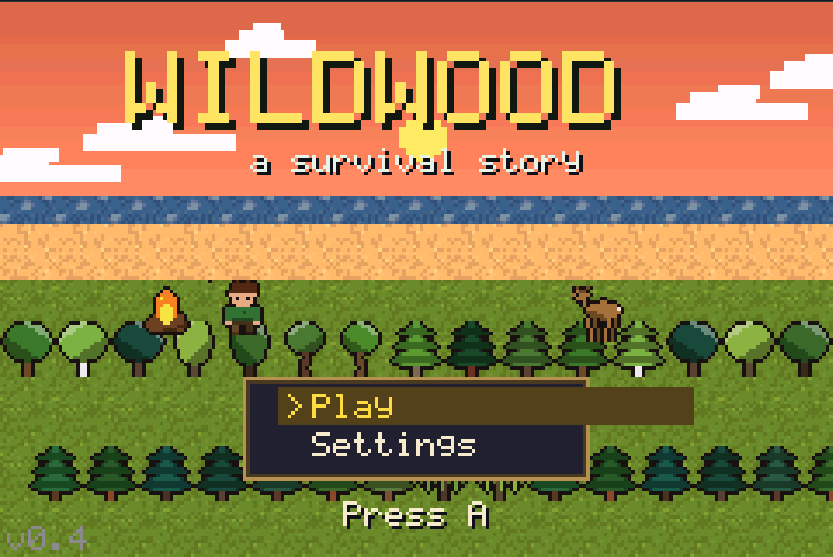 WILDWOOD
a survival story
>Play
Settings
Press A
v0.4